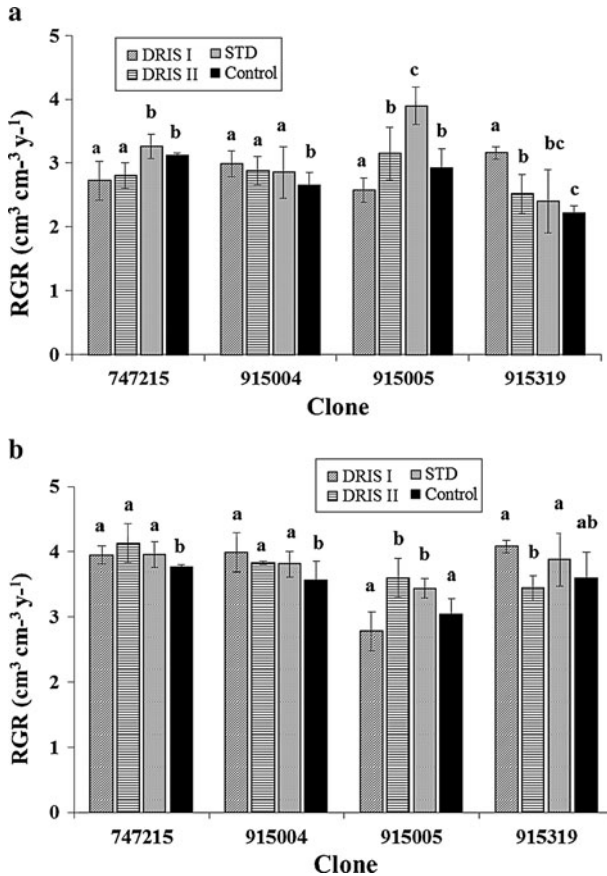 a
5
DRIS I STD
DRIS II Control
c
4
b
b b
a b
a a a a
b
a bc
b
c
3
2
1
0
RGR (cm³ cm⁻³ y⁻¹)
747215 915004 915005 915319
Clone
b
5
DRIS I STD
DRIS II Control
a a a b
a a a b
a b b a
a b a ab
4
3
2
1
0
RGR (cm³ cm⁻³ y⁻¹)
747215 915004 915005 915319
Clone